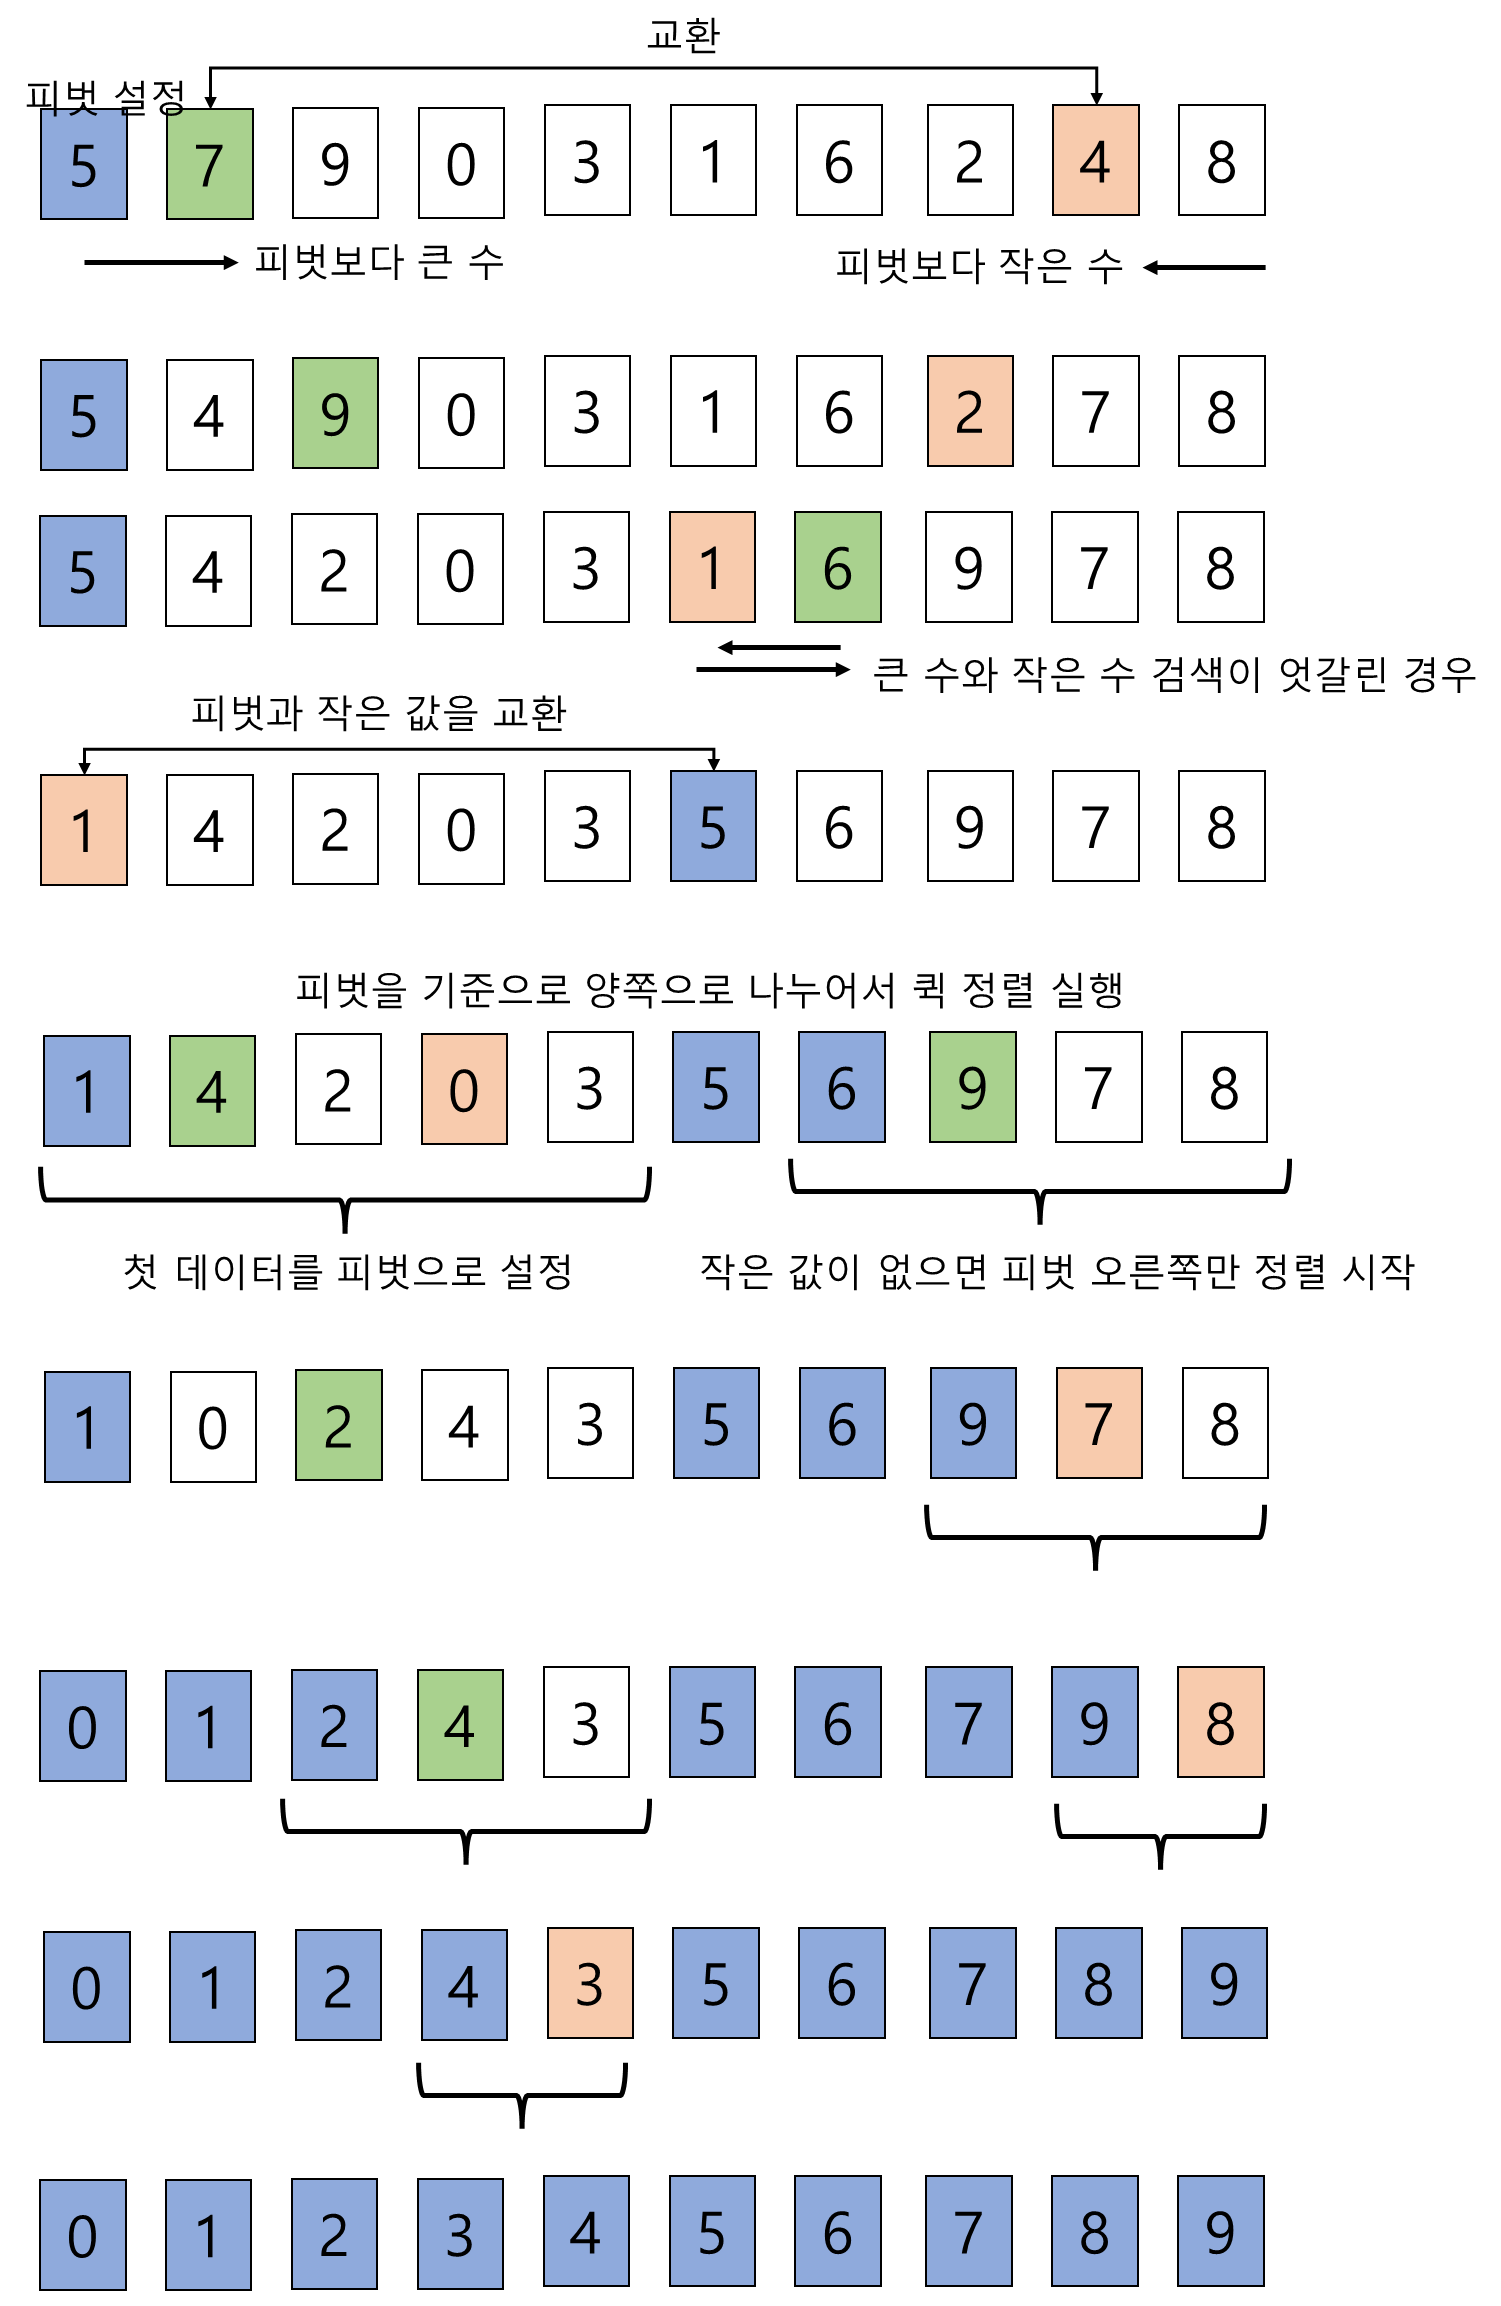 교환
피벗 설정
5 7 9 0 3 1 6 2 4 8
피벗보다 큰 수 피벗보다 작은 수
5 4 9 0 3 1 6 2 7 8
5 4 2 0 3 1 6 9 7 8
큰 수와 작은 수 검색이 엇갈린 경우
피벗과 작은 값을 교환
1 4 2 0 3 5 6 9 7 8
피벗을 기준으로 양쪽으로 나누어서 퀵 정렬 실행
1 4 2 0 3 5 6 9 7 8
첫 데이터를 피벗으로 설정 작은 값이 없으면 피벗 오른쪽만 정렬 시작
1 0 2 4 3 5 6 9 7 8
0 1 2 4 3 5 6 7 9 8
0 1 2 4 3 5 6 7 8 9
0 1 2 3 4 5 6 7 8 9